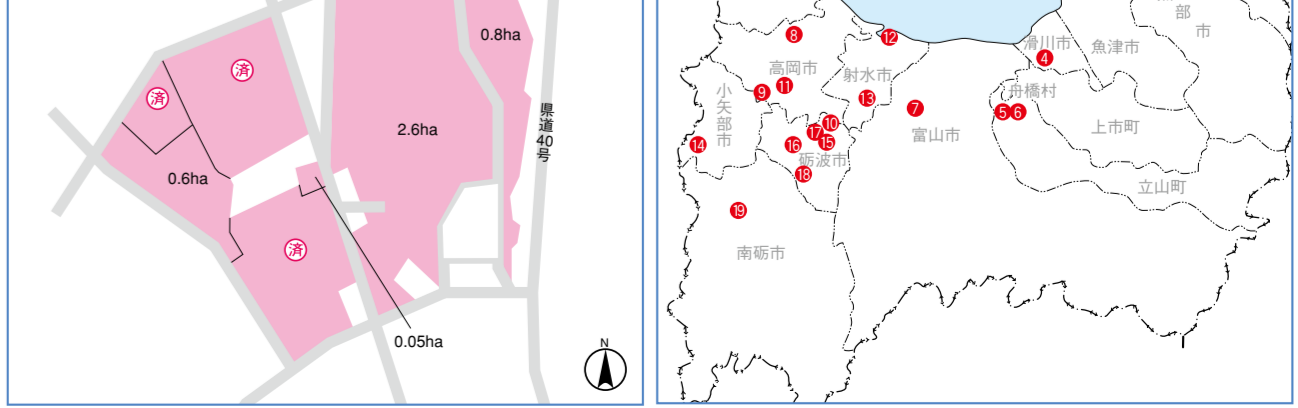 0.8ha
済
済
2.6ha
県道40号
0.6ha
済
0.05ha
N
部
市
8
12
滑川市
魚津市
4
高岡市
射水市
11
9
小矢部市
13
7
舟橋村
5
6
富山市
上市町
10
17
15
14
16
砺波市
18
立山町
19
南砺市